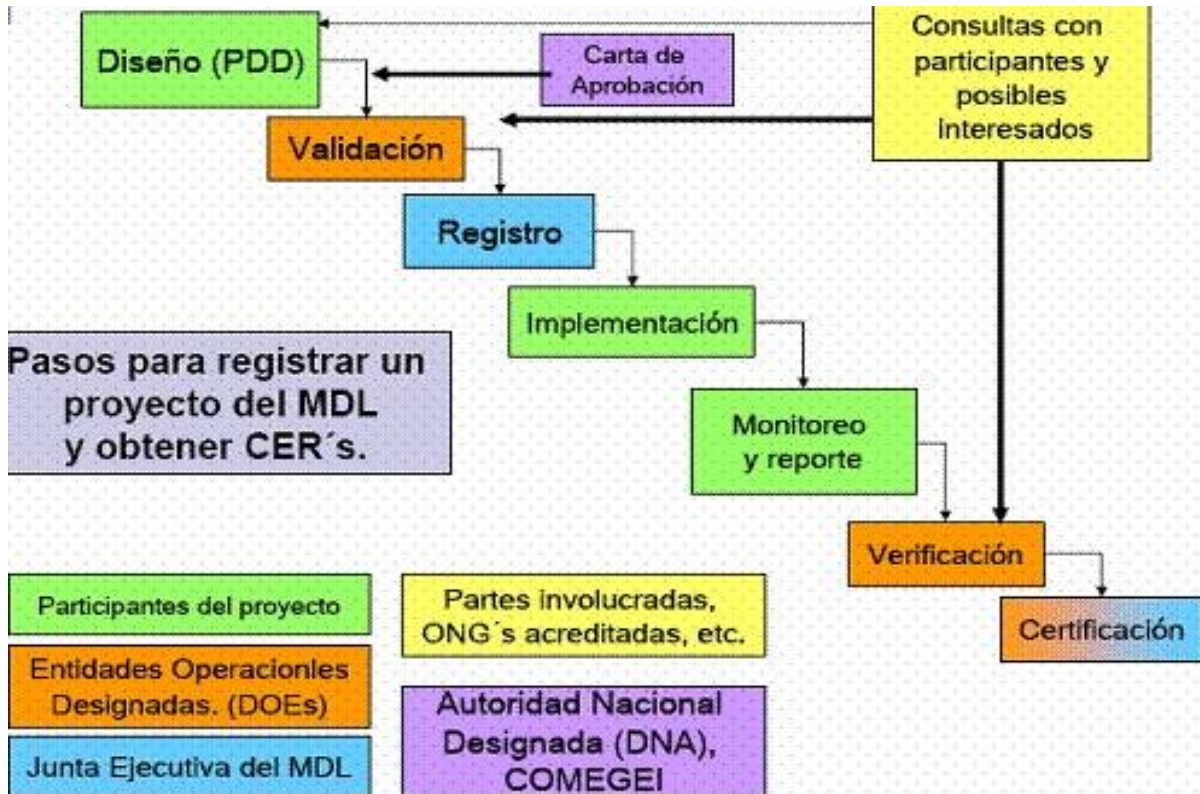 Diseño (PDD)
Carta de
Aprobación
Consultas con
participantes y
posibles
interesados
Validación
Registro
Implementación
Pasos para registrar un
proyecto del MDL
y obtener CER´s.
Monitoreo
y reporte
Verificación
Certificación
Participantes del proyecto
Entidades Operacionles
Designadas. (DOEs)
Junta Ejecutiva del MDL
Partes involucradas,
ONG´s acreditadas, etc.
Autoridad Nacional
Designada (DNA),
COMEGEI